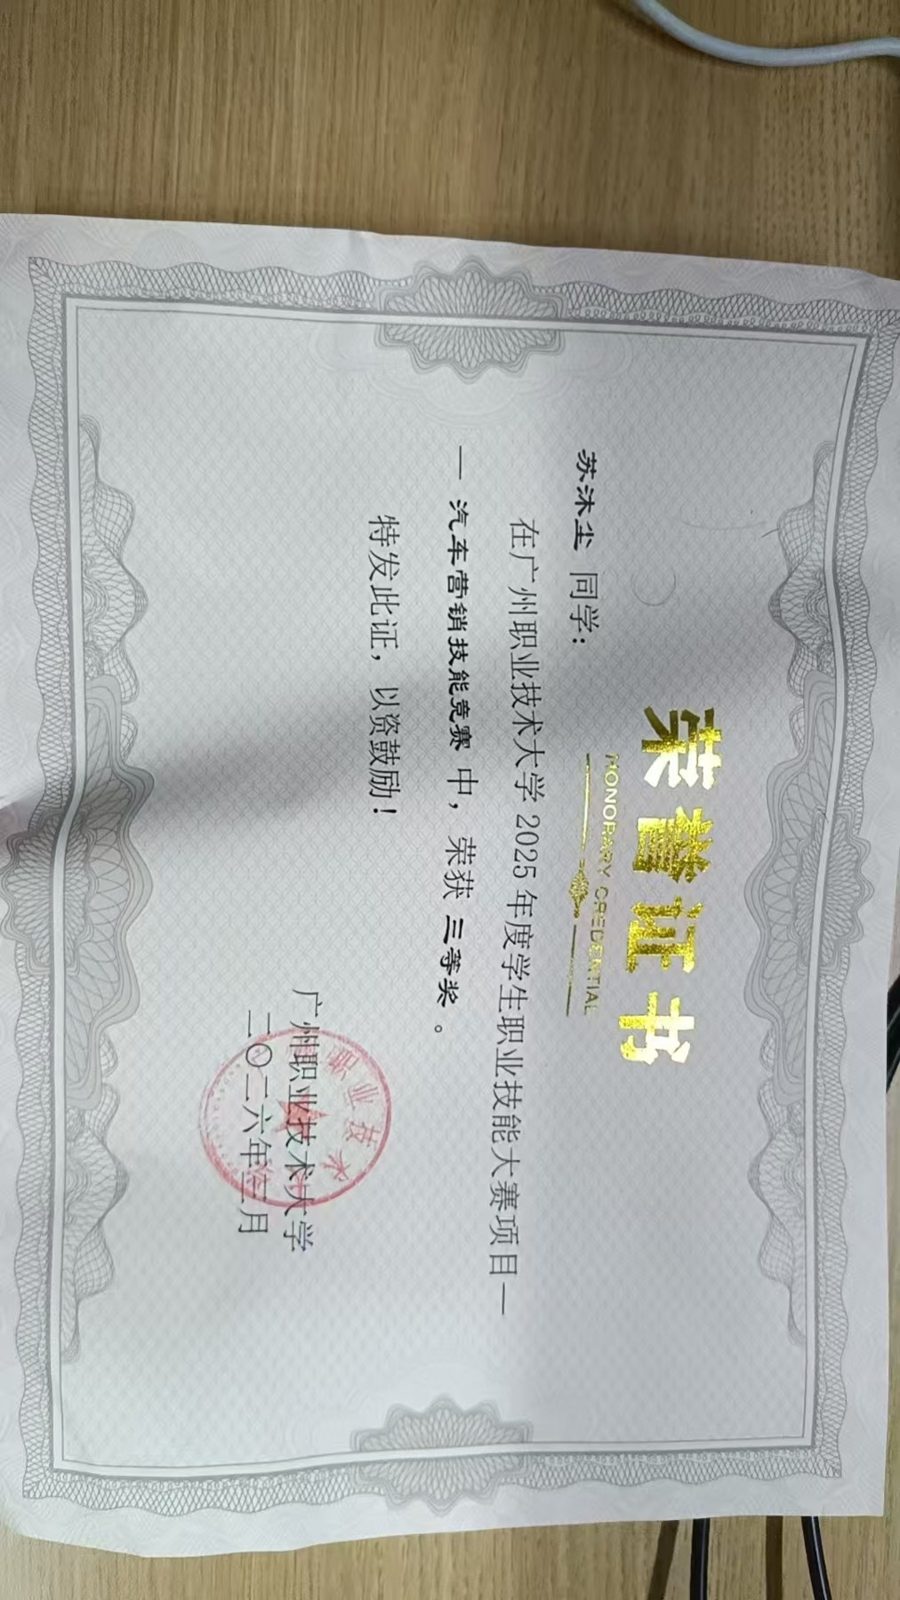 荣誉证书
HONORARY CREDENTIAL
苏沐尘 同学：
在广州职业技术大学 2025 年度学生职业技能大赛项目—
— 汽车营销技能竞赛 中，荣获 三等奖 。
特发此证，以资鼓励！
广州职业技术大学
二〇二六年三月